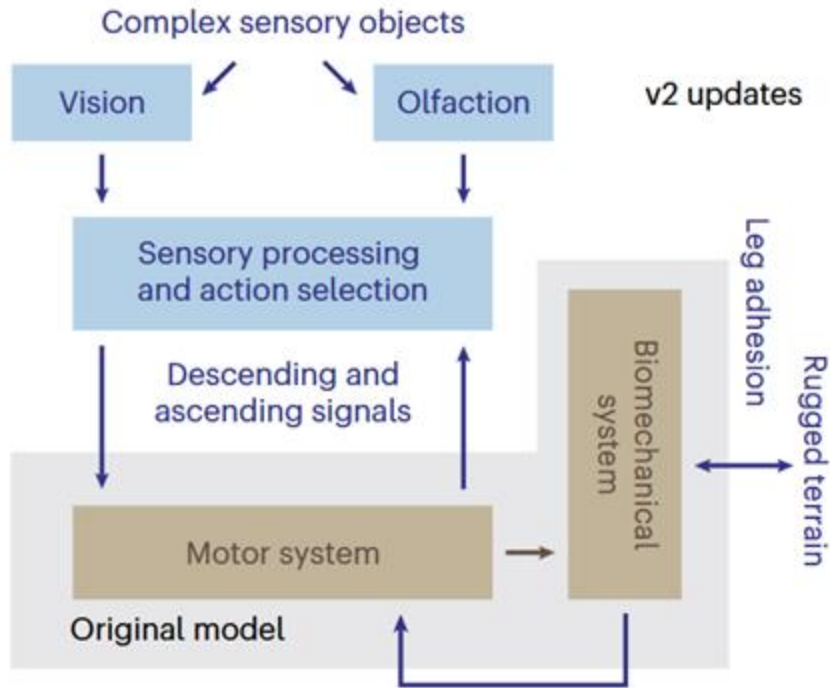 Complex sensory objects
Vision
Olfaction
v2 updates
Sensory processing
and action selection
Leg adhesion
Descending and
ascending signals
Biomechanical
system
Rugged terrain
Motor system
Original model